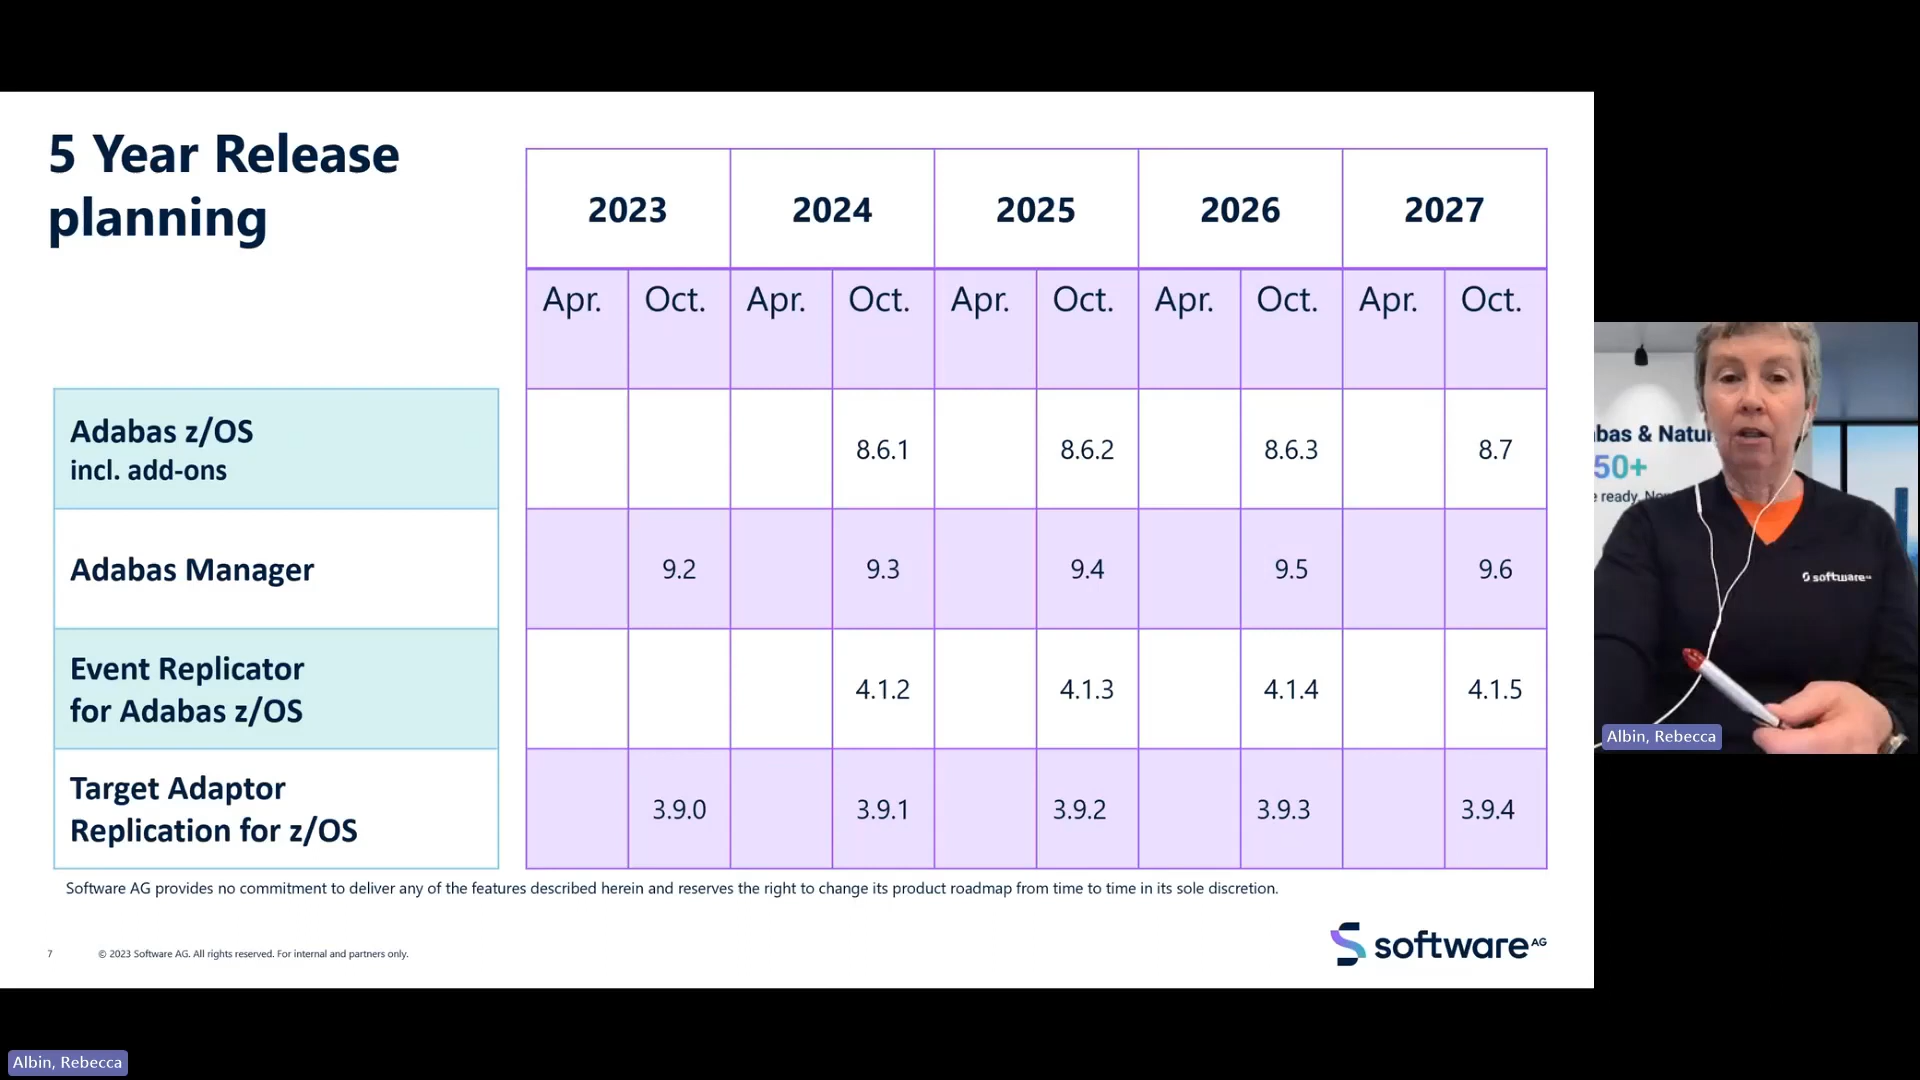 5 Year Release
planning
2023 2024 2025 2026 2027
Apr. Oct. Apr. Oct. Apr. Oct. Apr. Oct. Apr. Oct.
Adabas z/OS
incl. add-ons
8.6.1 8.6.2 8.6.3 8.7
Adabas Manager
9.2 9.3 9.4 9.5 9.6
Event Replicator
for Adabas z/OS
4.1.2 4.1.3 4.1.4 4.1.5
Target Adaptor
Replication for z/OS
3.9.0 3.9.1 3.9.2 3.9.3 3.9.4
Software AG provides no commitment to deliver any of the features described herein and reserves the right to change its product roadmap from time to time in its sole discretion.
7 © 2023 Software AG. All rights reserved. For internal and partners only.
software AG
bas & Natur
50+
ready.
software
Albin, Rebecca
Albin, Rebecca